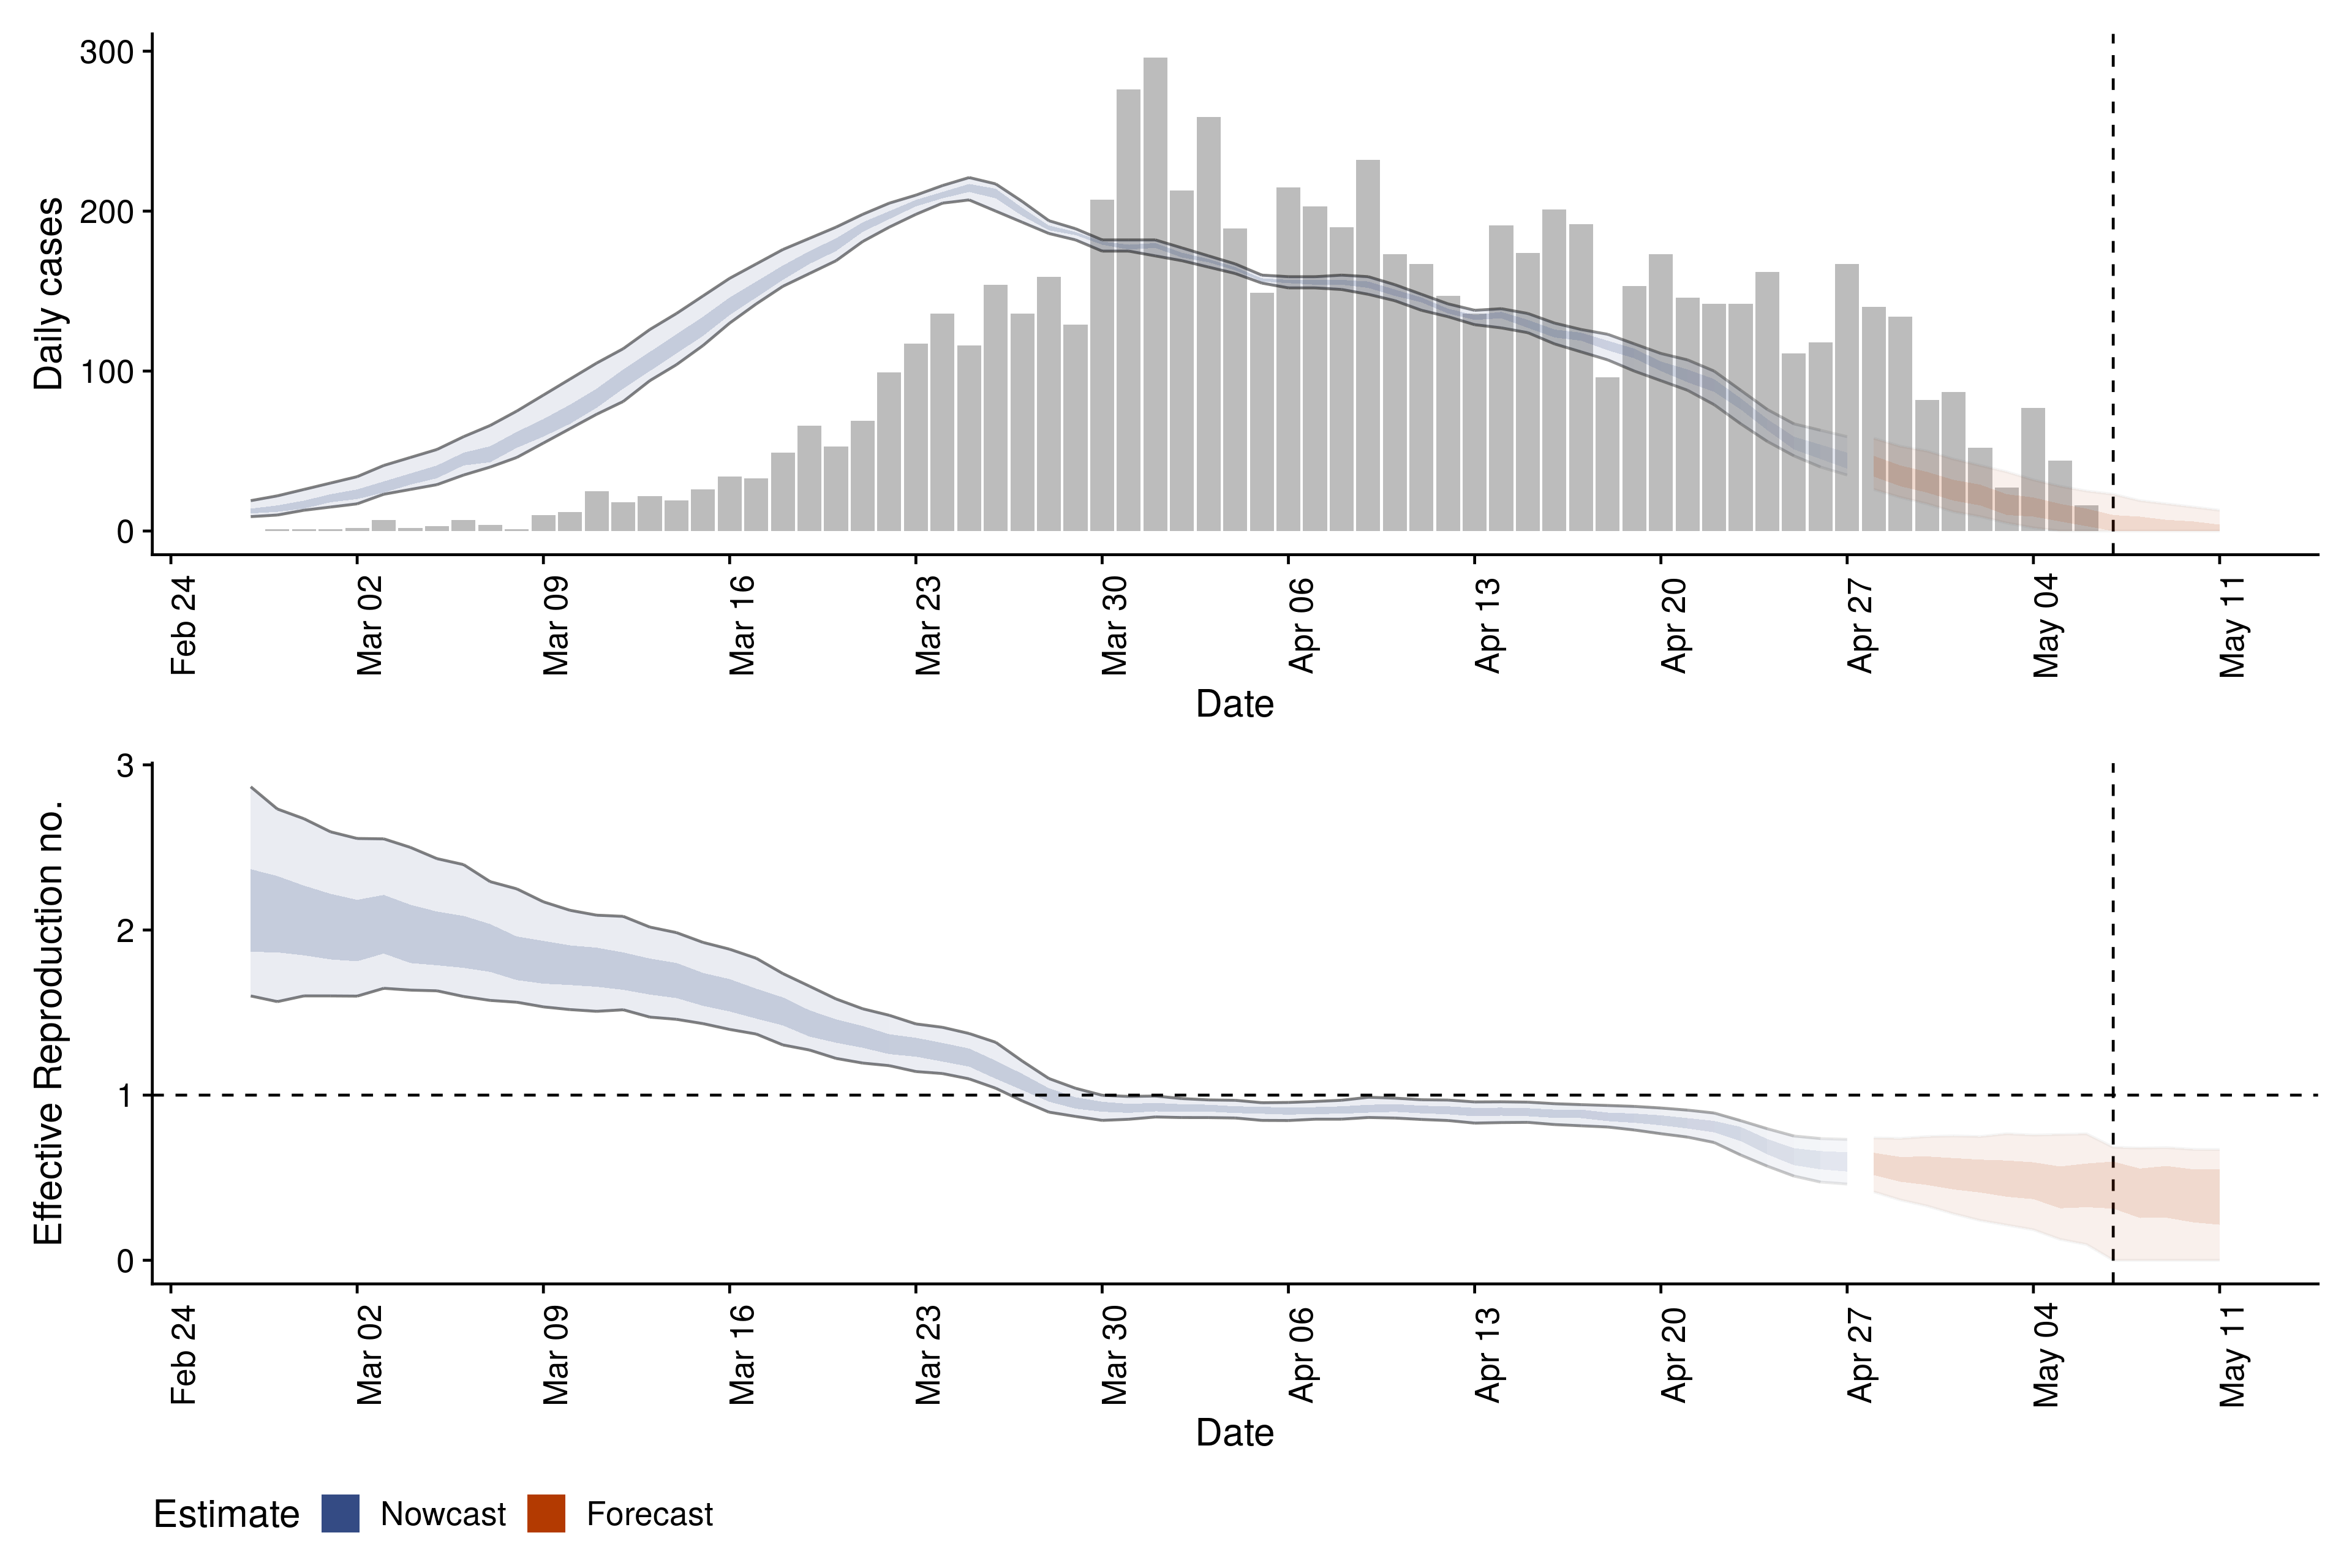 Daily cases
300
200
100
0
Feb 24 Mar 02 Mar 09 Mar 16 Mar 23 Mar 30 Apr 06 Apr 13 Apr 20 Apr 27 May 04 May 11
Date
Effective Reproduction no.
3
2
1
0
Feb 24 Mar 02 Mar 09 Mar 16 Mar 23 Mar 30 Apr 06 Apr 13 Apr 20 Apr 27 May 04 May 11
Date
Estimate Nowcast Forecast